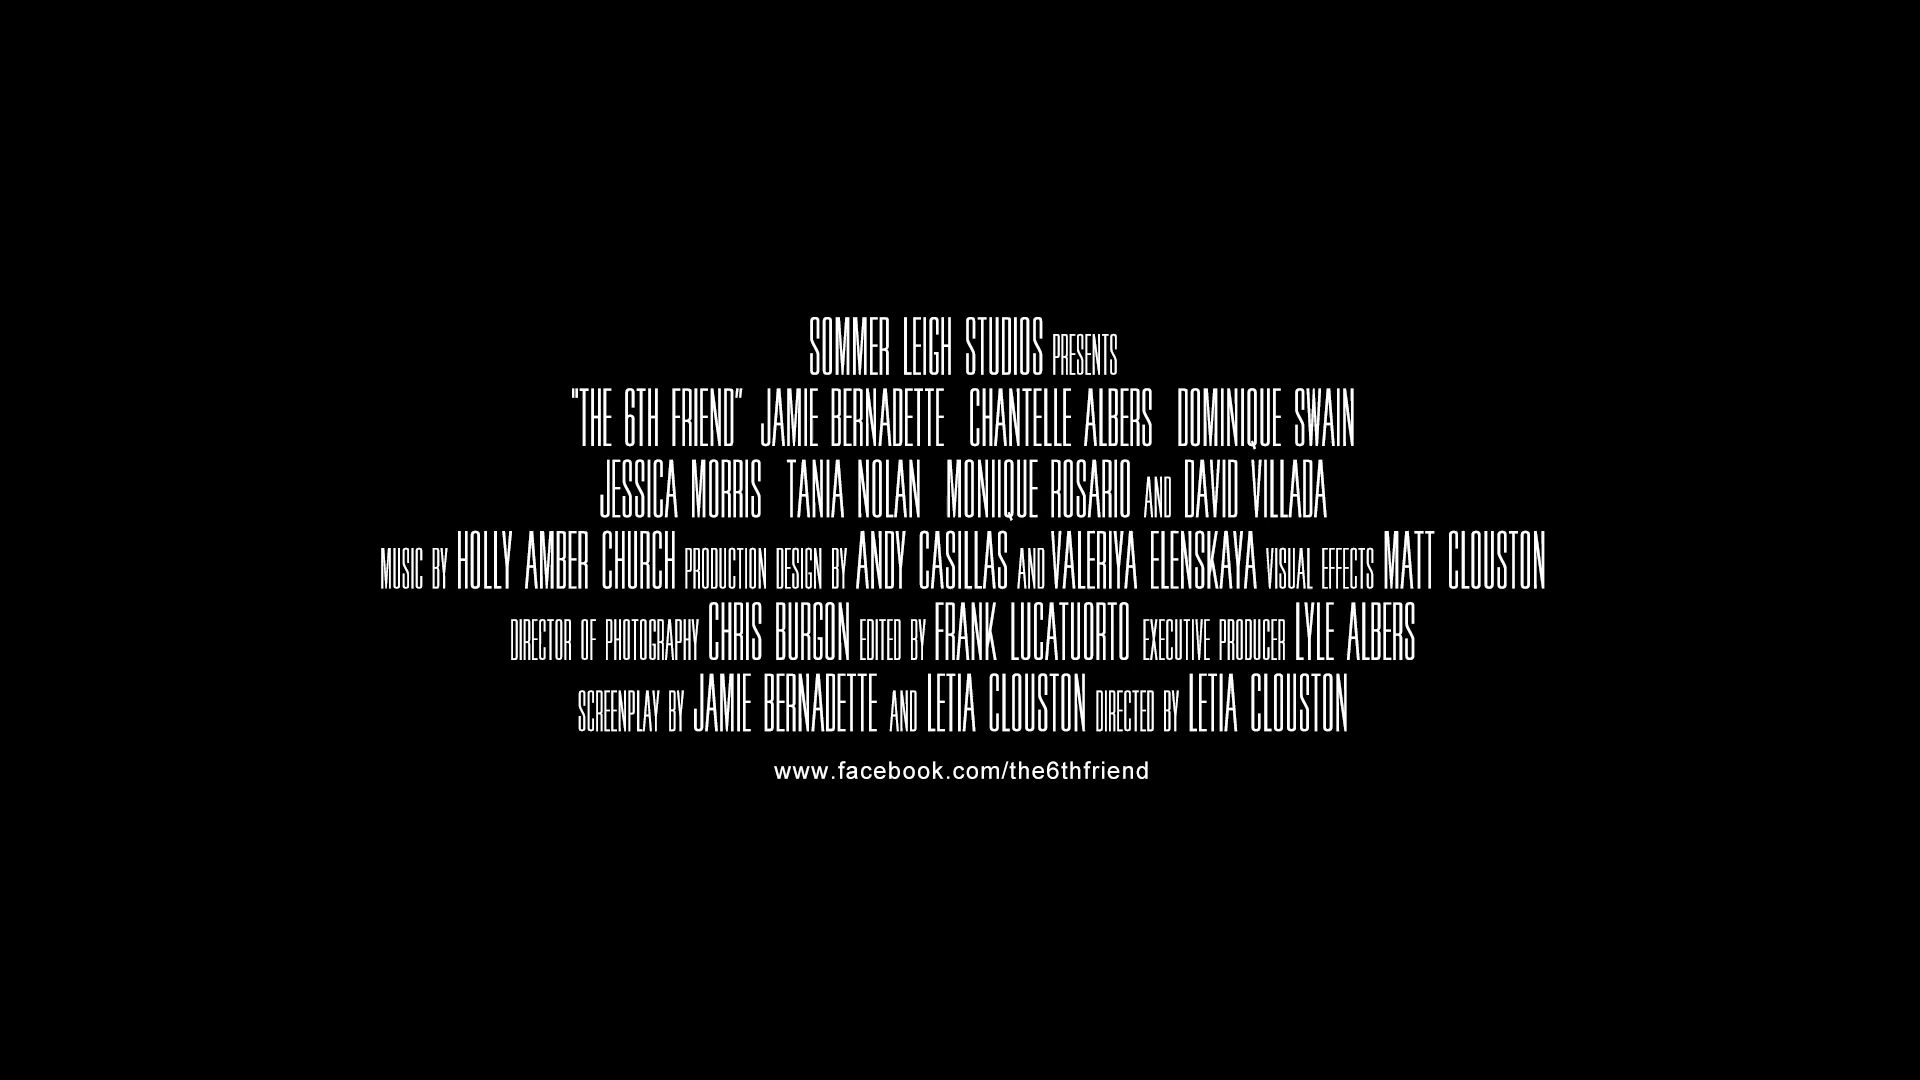 SOMMER LEIGH STUDIOS PRESENTS
"THE 6TH FRIEND" JAMIE BERNADETTE CHANTELLE ALBERS DOMINIQUE SWAIN
JESSICA MORRIS TANIA NOLAN MONIIQUE ROSARIO AND DAVID VILLADA
MUSIC BY HOLLY AMBER CHURCH PRODUCTION DESIGN BY ANDY CASILLAS AND VALERIYA ELENSKAYA VISUAL EFFECTS MATT CLOUSTON
DIRECTOR OF PHOTOGRAPHY CHRIS BURGON EDITED BY FRANK LUCATUORTO EXECUTIVE PRODUCER LYLE ALBERS
SCREENPLAY BY JAMIE BERNADETTE AND LETIA CLOUSTON DIRECTED BY LETIA CLOUSTON
www.facebook.com/the6thfriend